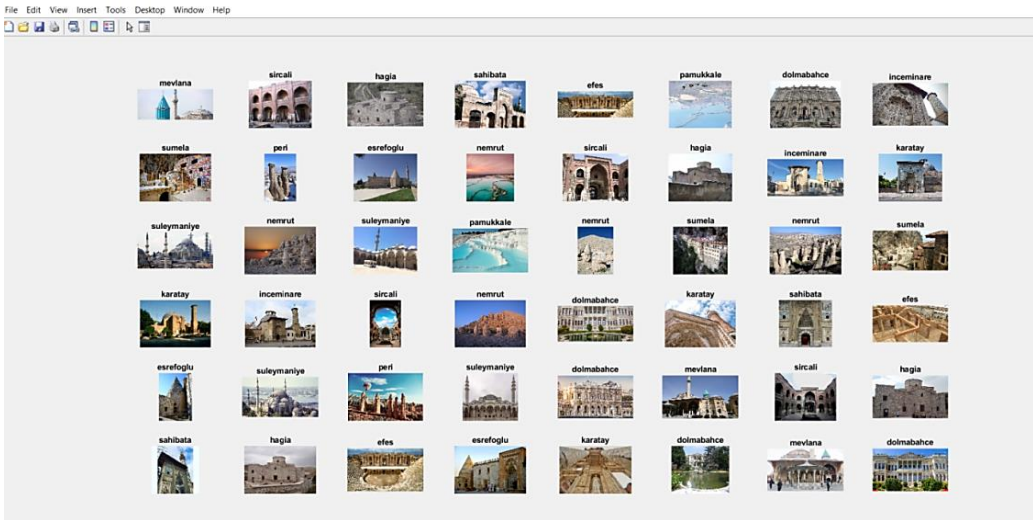 File Edit View Insert Tools Desktop Window Help
mevlana sircali hagia sahibata efes pamukkale dolmabahce inceminare
sumela peri esrefoglu nemrut sircali hagia inceminare karatay
suleymaniye nemrut suleymaniye pamukkale nemrut sumela nemrut sumela
karatay inceminare sircali nemrut dolmabahce karatay sahibata efes
esrefoglu suleymaniye peri suleymaniye dolmabahce mevlana sircali hagia
sahibata hagia efes esrefoglu karatay dolmabahce mevlana dolmabahce